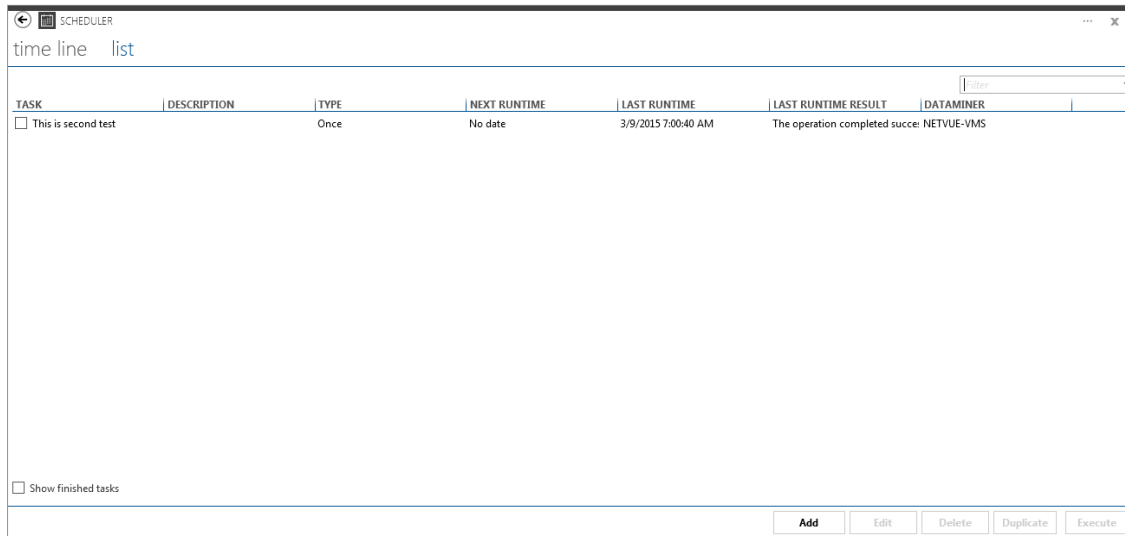 SCHEDULER
... x
time line list
Filter
TASK DESCRIPTION TYPE NEXT RUNTIME LAST RUNTIME LAST RUNTIME RESULT DATAMINER
This is second test Once No date 3/9/2015 7:00:40 AM The operation completed succe: NETVUE-VMS
Show finished tasks
Add Edit Delete Duplicate Execute